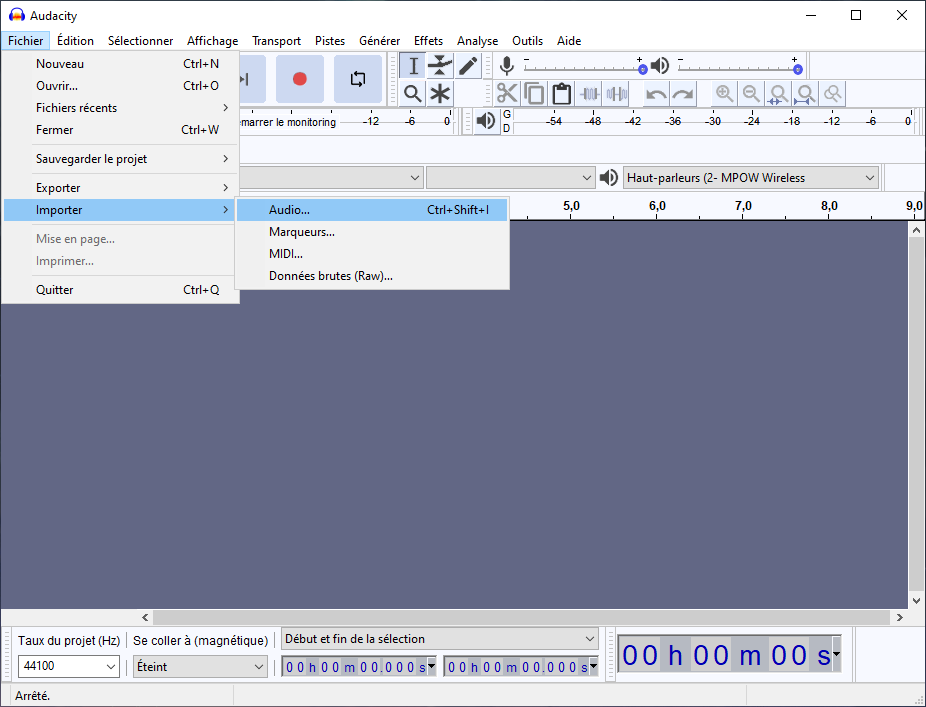 Audacity
Fichier Édition Sélectionner Affichage Transport Pistes Générer Effets Analyse Outils Aide
Nouveau Ctrl+N
Ouvrir... Ctrl+O
Fichiers récents
Fermer Ctrl+W
Sauvegarder le projet
Exporter
Importer
Mise en page...
Imprimer...
Quitter Ctrl+Q
Audio... Ctrl+Shift+I
Marqueurs...
MIDI...
Données brutes (Raw)...
- + - +
émarrer le monitoring -12 -6 0
G
D
-54 -48 -42 -36 -30 -24 -18 -12 -6 0
Haut-parleurs (2- MPOW Wireless
5,0 6,0 7,0 8,0 9,0
Taux du projet (Hz) Se coller à (magnétique) Début et fin de la sélection
44100 Éteint 00 h 00 m 00.000 s 00 h 00 m 00.000 s
00 h 00 m 00 s
Arrêté.